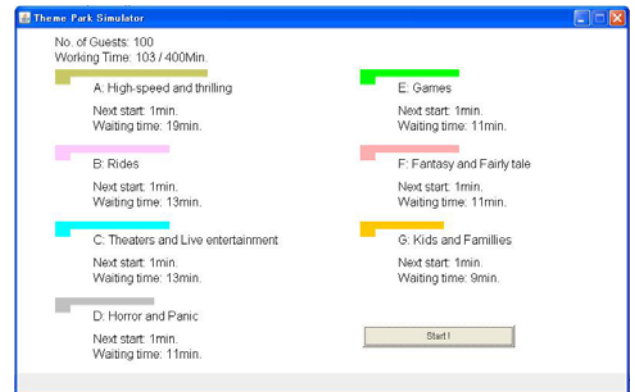 Theme Park Simulator
No. of Guests: 100
Working Time: 103 / 400Min.
A: High-speed and thrilling
Next start: 1min.
Waiting time: 19min.
B: Rides
Next start: 1min.
Waiting time: 13min.
C: Theaters and Live entertainment
Next start: 1min.
Waiting time: 13min.
D: Horror and Panic
Next start: 1min.
Waiting time: 11min.
E: Games
Next start: 1min.
Waiting time: 11min.
F: Fantasy and Fairly tale
Next start: 1min.
Waiting time: 11min.
G: Kids and Famillies
Next start: 1min.
Waiting time: 9min.
Start !